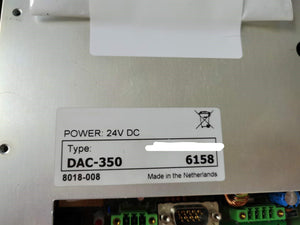 POWER: 24V DC
Type:
DAC-350 6158
8018-008 Made in the Netherlands